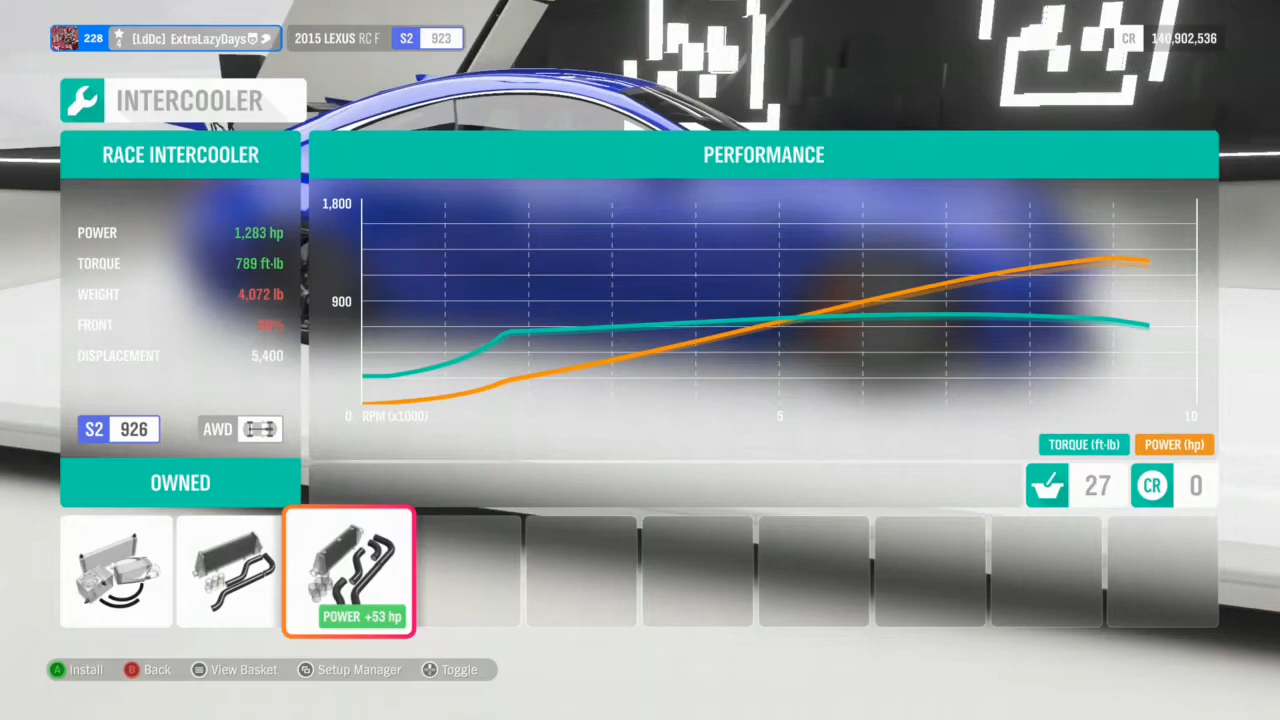 228 4 [LdDc] ExtraLazyDays 2015 LEXUS RC F S2 923 CR 140,902,536
INTERCOOLER
RACE INTERCOOLER
PERFORMANCE
POWER 1,283 hp
TORQUE 789 ft·lb
WEIGHT 4,072 lb
FRONT
DISPLACEMENT 5,400
S2 926 AWD
OWNED
1,800
900
0 RPM (x1000) 5 10
TORQUE (ft·lb) POWER (hp)
27 CR 0
POWER +53 hp
A Install B Back View Basket Setup Manager Toggle